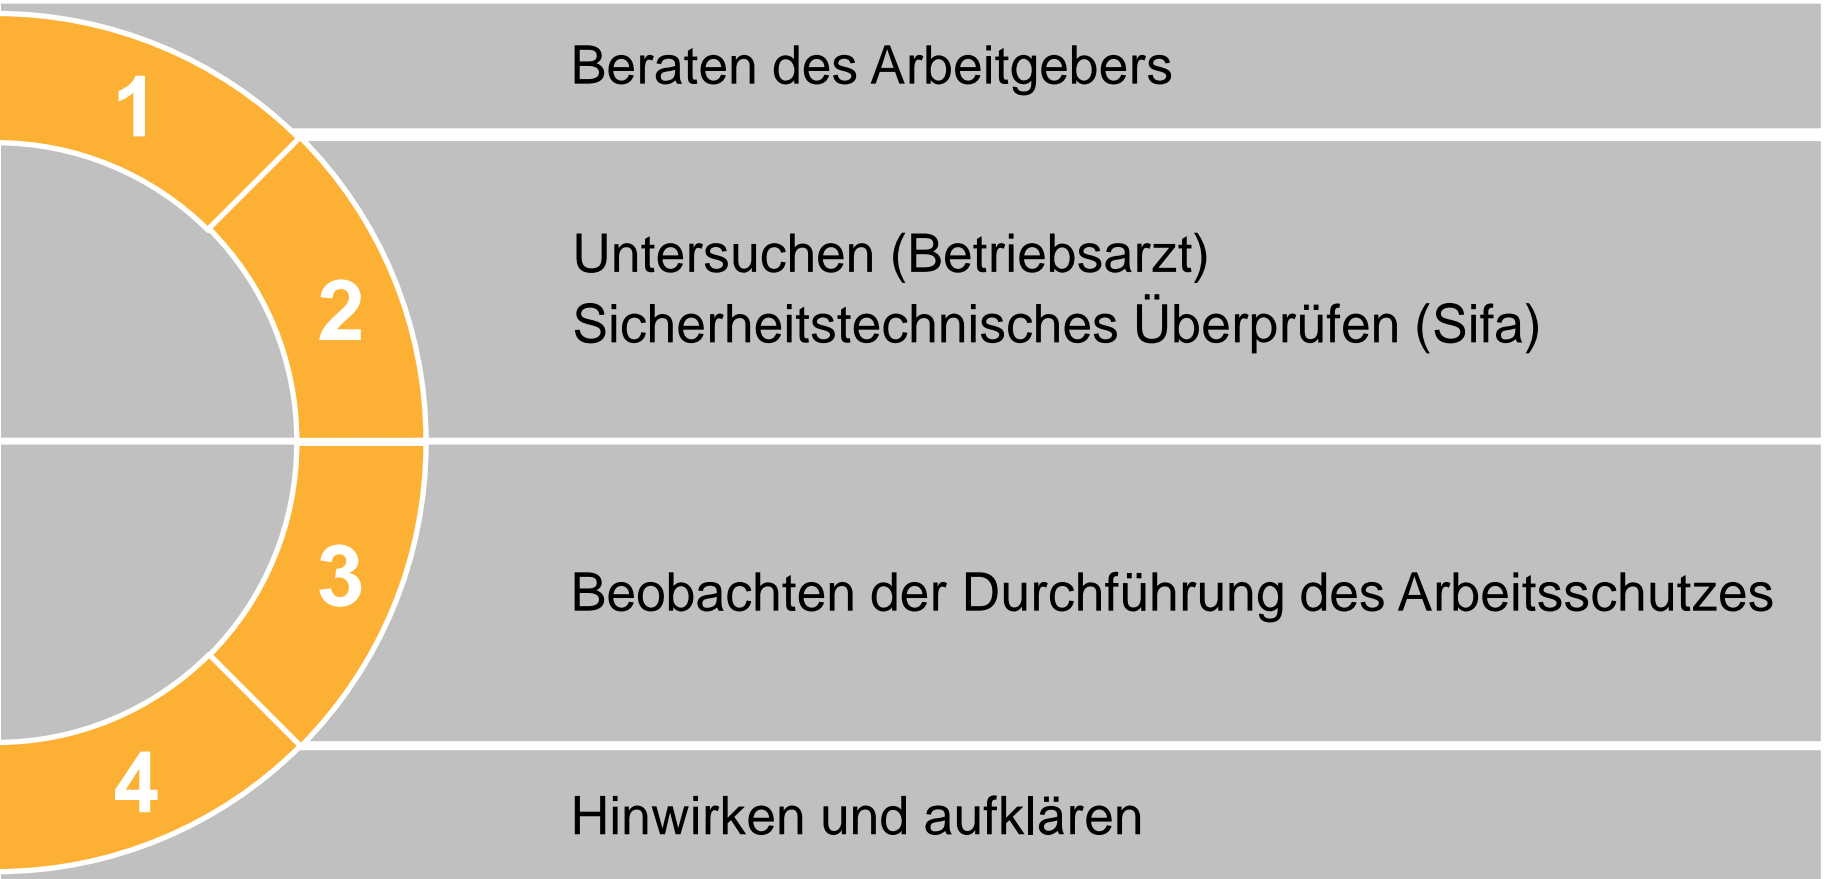 1
Beraten des Arbeitgebers
2
Untersuchen (Betriebsarzt)
Sicherheitstechnisches Überprüfen (Sifa)
3
Beobachten der Durchführung des Arbeitsschutzes
4
Hinwirken und aufklären